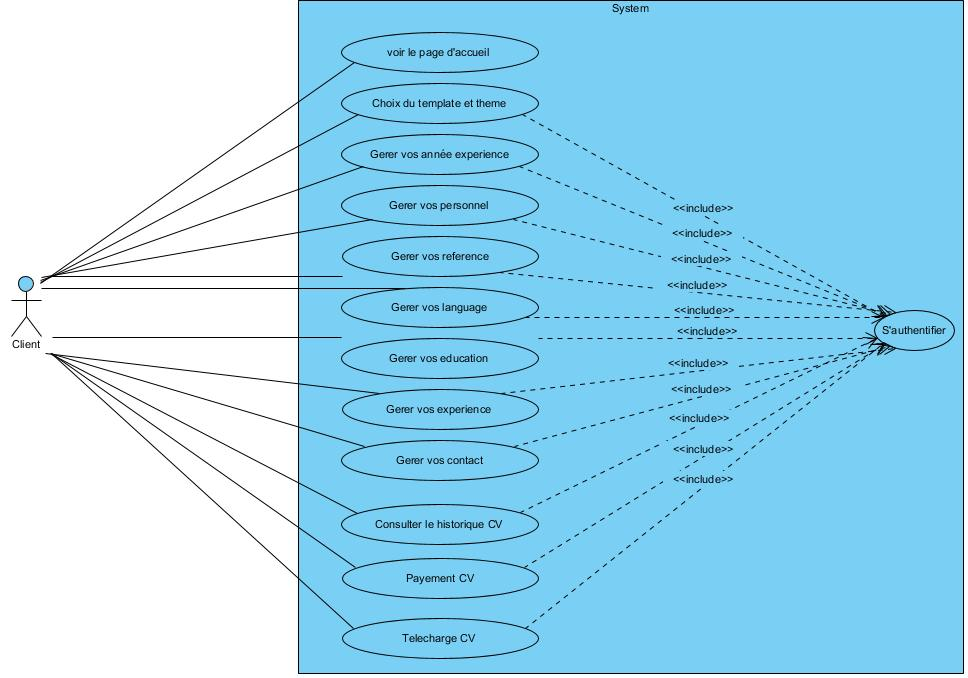 System
voir le page d'accueil
Choix du template et theme
Gerer vos année experience
Gerer vos personnel
Gerer vos reference
Gerer vos language
Gerer vos education
Gerer vos experience
Gerer vos contact
Consulter le historique CV
Payement CV
Telecharge CV
Client
<<include>>
<<include>>
<<include>>
<<include>>
<<include>>
<<include>>
<<include>>
<<include>>
<<include>>
<<include>>
<<include>>
S'authentifier